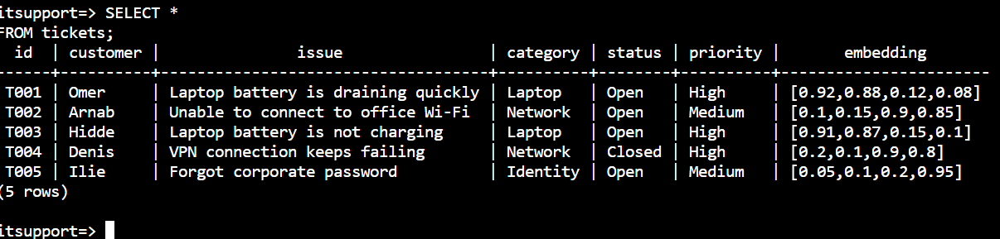 itsupport=> SELECT *
FROM tickets;
  id  | customer |              issue               | category | status | priority |       embedding
------+----------+----------------------------------+----------+--------+----------+-----------------------
 T001 | Omer     | Laptop battery is draining quickly | Laptop   | Open   | High     | [0.92,0.88,0.12,0.08]
 T002 | Arnab    | Unable to connect to office Wi-Fi | Network  | Open   | Medium   | [0.1,0.15,0.9,0.85]
 T003 | Hidde    | Laptop battery is not charging   | Laptop   | Open   | High     | [0.91,0.87,0.15,0.1]
 T004 | Denis    | VPN connection keeps failing     | Network  | Closed | High     | [0.2,0.1,0.9,0.8]
 T005 | Ilie     | Forgot corporate password        | Identity | Open   | Medium   | [0.05,0.1,0.2,0.95]
(5 rows)
itsupport=>